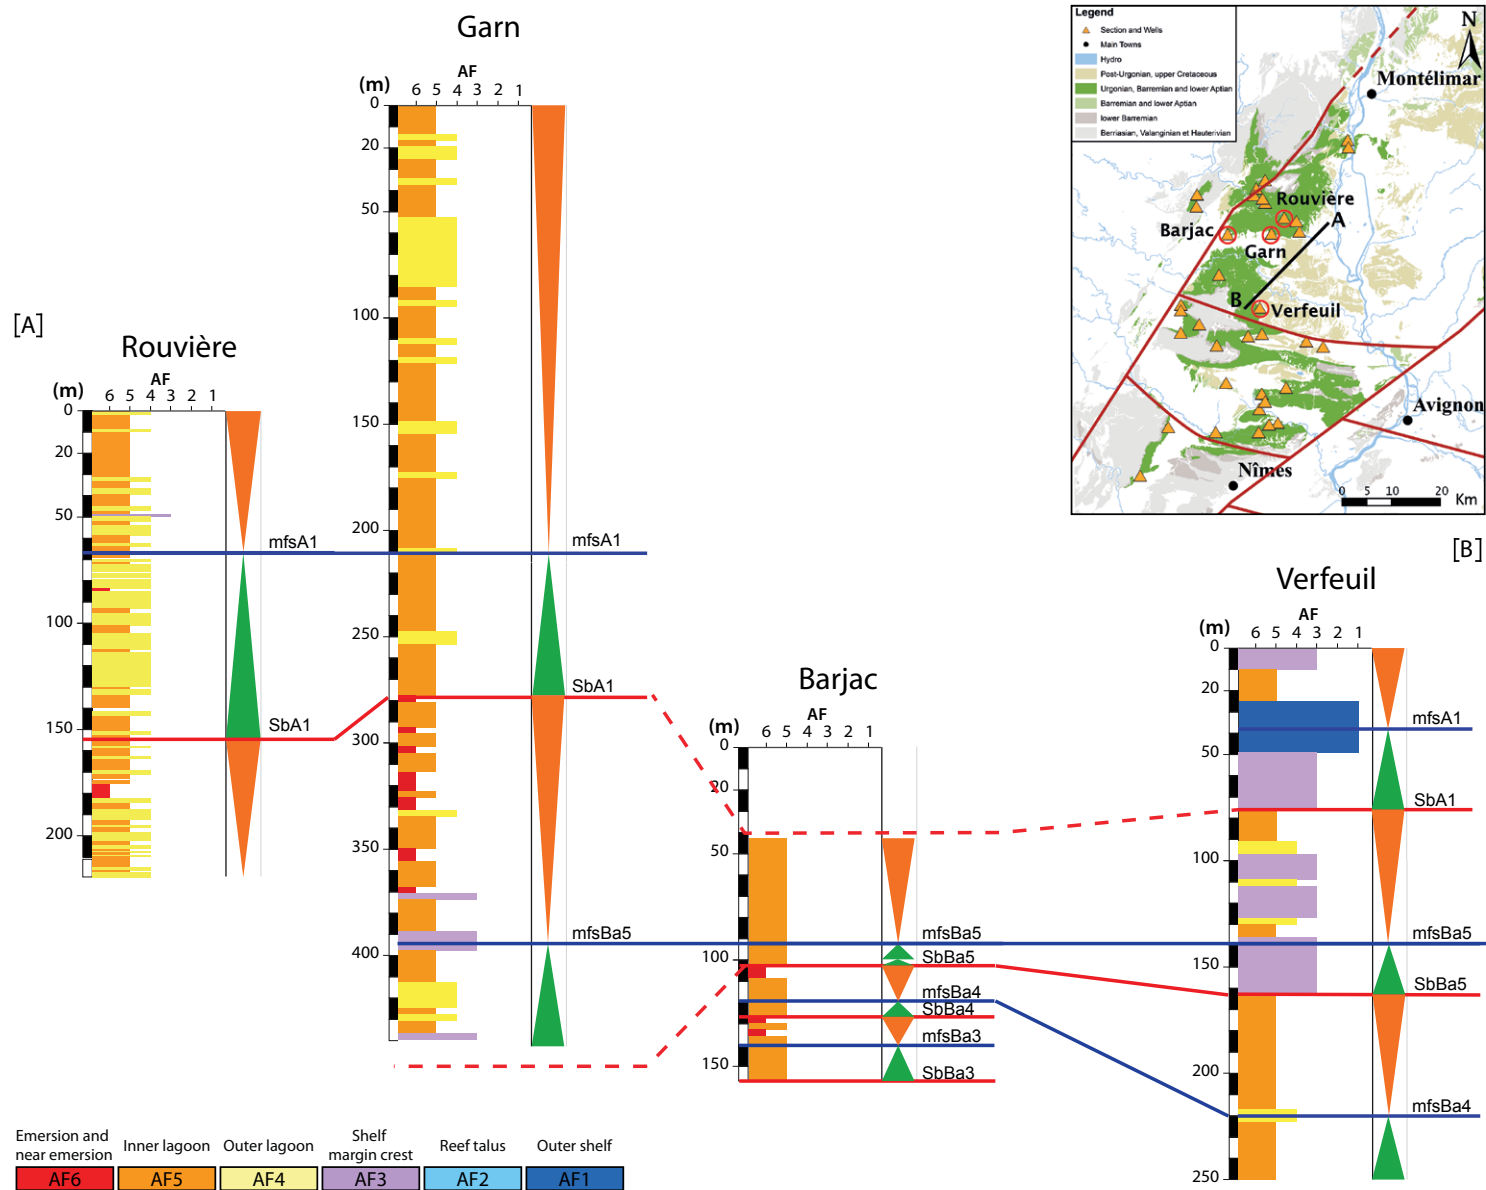 Garn
(m)
AF
6 5 4 3 2 1
0
20
50
100
150
200
250
300
350
400
mfsA1
SbA1
mfsBa5
[A]
Rouvière
(m)
AF
6 5 4 3 2 1
0
20
50
100
150
200
mfsA1
SbA1
Barjac
(m)
AF
6 5 4 3 2 1
0
20
50
100
150
mfsBa5
SbBa5
mfsBa4
SbBa4
mfsBa3
SbBa3
[B]
Verfeuil
(m)
AF
6 5 4 3 2 1
0
20
50
100
150
200
250
mfsA1
SbA1
mfsBa5
SbBa5
mfsBa4
Legend
Section and Wells
Main Towns
Hydro
Post-Urgonian, upper Cretaceous
Urgonian, Barremian and lower Aptian
Barremian and lower Aptian
lower Barremian
Berriasian, Valanginian et Hauterivian
N
Montélimar
Rouvière
A
Barjac
Garn
B
Verfeuil
Avignon
Nîmes
0 5 10 20
Km
Emersion and
near emersion
AF6
Inner lagoon
AF5
Outer lagoon
AF4
Shelf
margin crest
AF3
Reef talus
AF2
Outer shelf
AF1